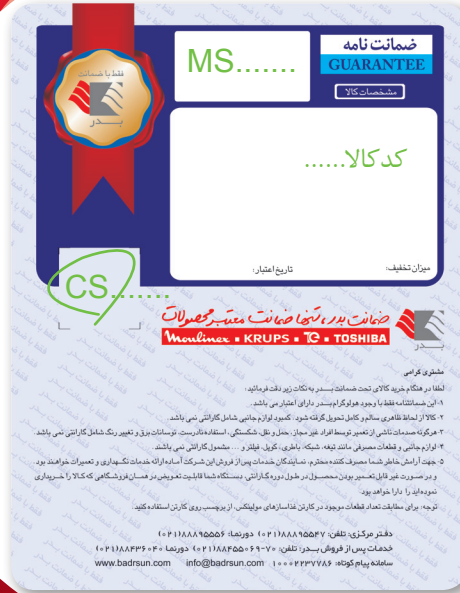 ضمانت نامه
GUARANTEE
مشخصات کالا
MS.......
فقط با ضمانت
بــدر
کد کالا......
میزان تخفیف:
تاریخ اعتبار:
CS.......
ضمانت بدر، تنها ضمانت معتبر محصولات
Moulinex ▪ KRUPS ▪ TC ▪ TOSHIBA
بــدر
مشتری گرامی
لطفا در هنگام خرید کالای تحت ضمانت بــدر به نکات زیر دقت فرمائید:
۱- این ضمانتنامه فقط با وجود هولوگرام بــدر دارای اعتبار می باشد.
۲- کالا از لحاظ ظاهری سالم و کامل تحویل گرفته شود. کمبود لوازم جانبی شامل گارانتی نمی باشد.
۳- هرگونه صدمات ناشی از تعمیر توسط افراد غیر مجاز، حمل و نقل، شکستگی، استفاده نادرست، نوسانات برق و تغییر رنگ شامل گارانتی نمی باشد.
۴- لوازم جانبی و قطعات مصرفی مانند تیغه، شبکه، باطری، کویل، فیلتر و ... مشمول گارانتی نمی باشد.
۵- جهت آرامش خاطر شما مصرف کننده محترم، نمایندگان خدمات پس از فروش این شرکت آماده ارائه خدمات نگهداری و تعمیرات خواهند بود.
و در صورت غیر قابل تعمیر بودن محصول در طول دوره گارانتی، دستگاه شما قابلیت تعویض در همان فروشگاهی که کالا را خریداری
نموده اید را دارا خواهد بود
توجه: برای مطابقت تعداد قطعات موجود در کارتن غذاسازهای مولینکس، از برچسب روی کارتن استفاده کنید.
دفتر مرکزی: تلفن: ۸۸۸۹۵۵۴۷(۰۲۱) دورنما: ۸۸۸۹۵۵۵۶(۰۲۱)
خدمات پس از فروش بــدر: تلفن: ۷۰-۸۸۴۵۵۰۶۹(۰۲۱) دورنما ۸۸۴۳۶۰۴۰(۰۲۱)
سامانه پیام کوتاه: ۱۰۰۰۲۲۳۷۷۸۶ info@badrsun.com www.badrsun.com